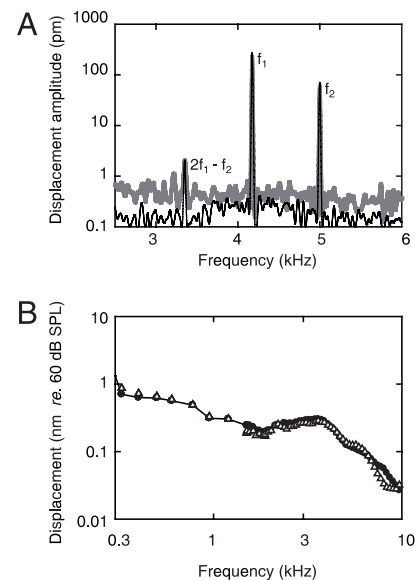 A
Displacement amplitude (pm)
1000
100
10
1
0.1
f₁
f₂
2f₁ - f₂
3
4
5
6
Frequency (kHz)
B
Displacement (nm re. 60 dB SPL)
10
1
0.1
0.01
0.3
1
3
10
Frequency (kHz)